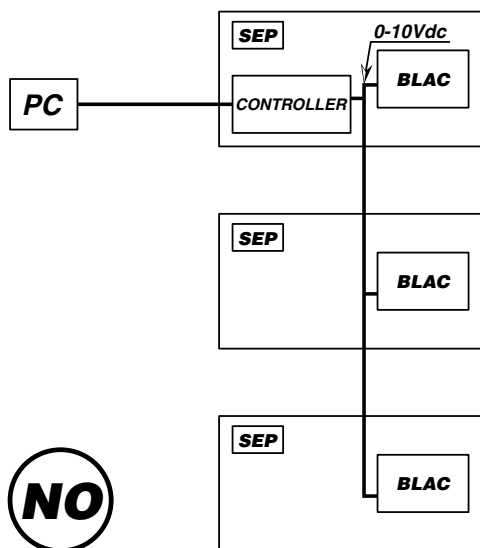 SEP
0-10Vdc
BLAC
PC
CONTROLLER
SEP
BLAC
SEP
BLAC
NO